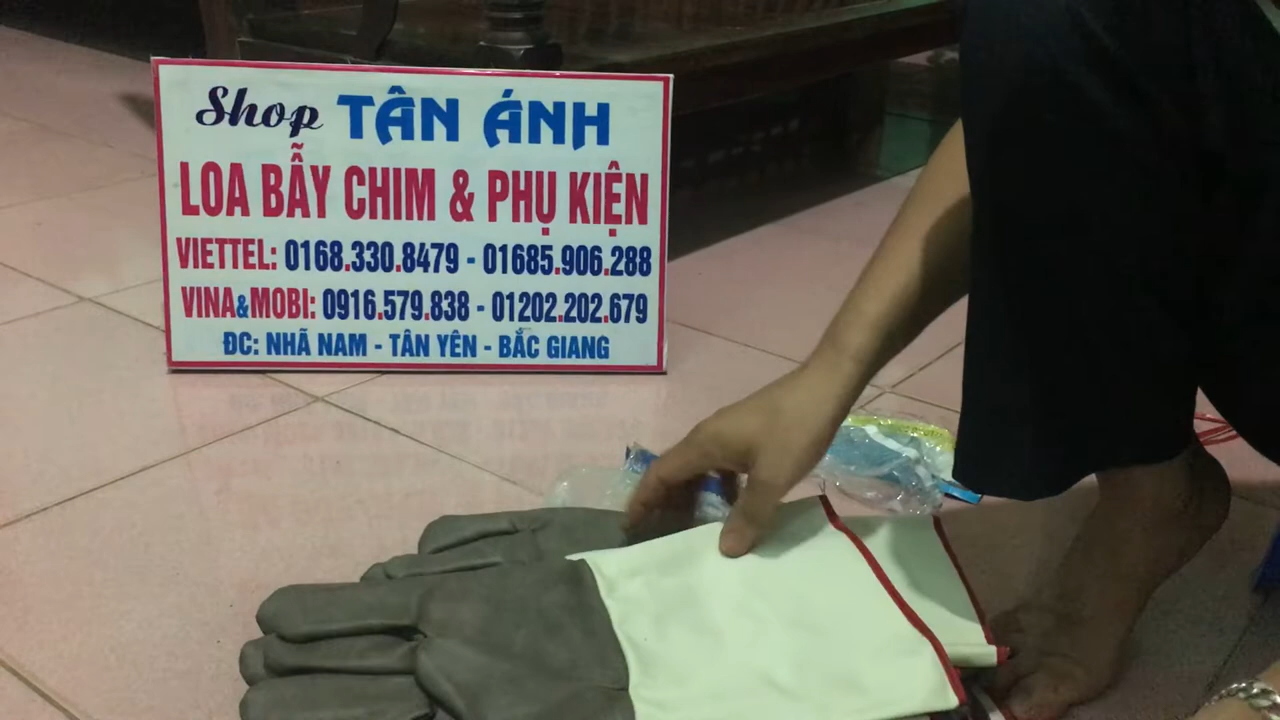 Shop TÂN ÁNH
LOA BẪY CHIM & PHỤ KIỆN
VIETTEL: 0168.330.8479 - 01685.906.288
VINA&MOBI: 0916.579.838 - 01202.202.679
ĐC: NHÃ NAM - TÂN YÊN - BẮC GIANG